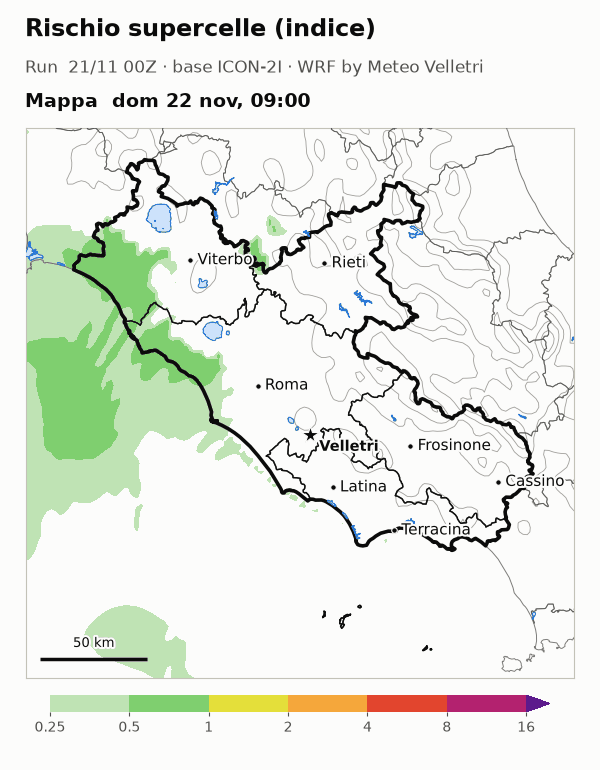 Rischio supercelle (indice)
Run  21/11 00Z · base ICON-2I · WRF by Meteo Velletri
Mappa  dom 22 nov, 09:00
Viterbo
Rieti
Roma
Velletri
Frosinone
Cassino
Latina
Terracina
50 km
0.25 0.5 1 2 4 8 16